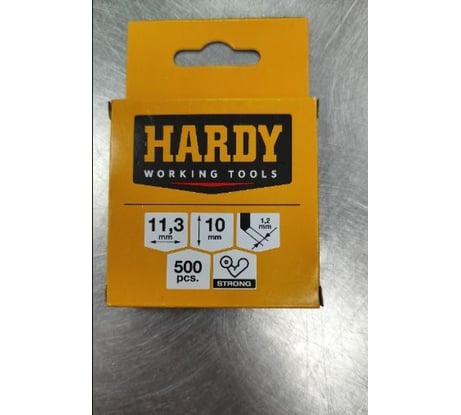 HARDY
WORKING TOOLS
11,3
mm
10
mm
1,2
mm
500
pcs.
STRONG